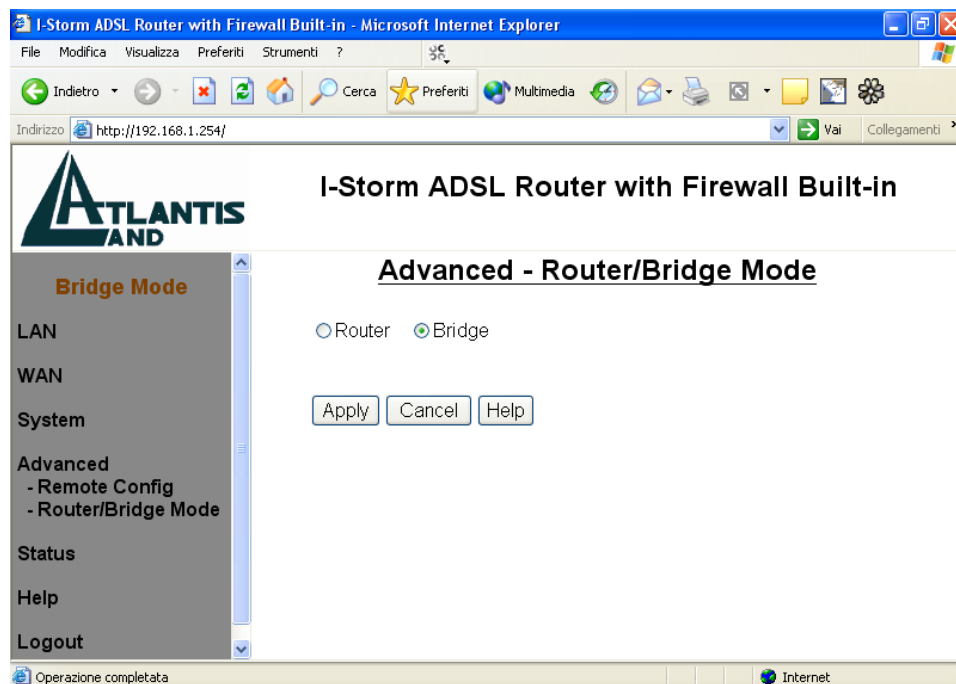 I-Storm ADSL Router with Firewall Built-in - Microsoft Internet Explorer
File Modifica Visualizza Preferiti Strumenti ?
Indietro Cerca Preferiti Multimedia
Indirizzo http://192.168.1.254/ Vai Collegamenti »
ATLANTIS
LAND
I-Storm ADSL Router with Firewall Built-in
Bridge Mode
LAN
WAN
System
Advanced
- Remote Config
- Router/Bridge Mode
Status
Help
Logout
Advanced - Router/Bridge Mode
Router Bridge
Apply Cancel Help
Operazione completata Internet